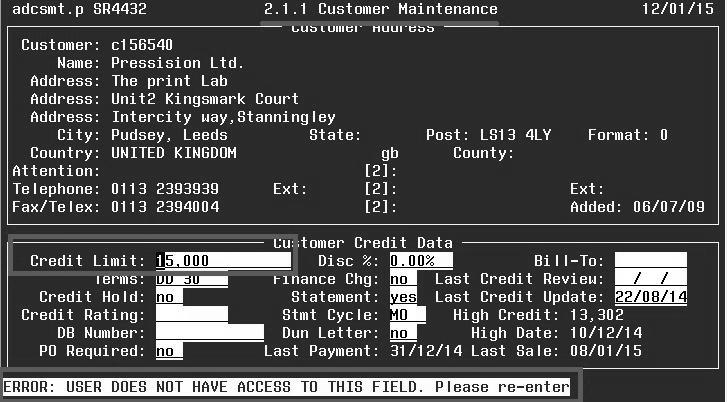 adcsmt.p SR4432 2.1.1 Customer Maintenance 12/01/15
Customer Address
Customer: c156540
Name: Pression Ltd.
Address: The print Lab
Address: Unit2 Kingsmark Court
Address: Intercity way,Stanningley
City: Pudsey, Leeds State: Post: LS13 4LY Format: 0
Country: UNITED KINGDOM gb County:
Attention: [2]:
Telephone: 0113 2393939 Ext: [2]: Ext:
Fax/Telex: 0113 2394004 [2]: Added: 06/07/09
Customer Credit Data
Credit Limit: 15,000 Disc %: 0.00% Bill-To:
Terms: DD 30 Finance Chg: no Last Credit Review: / /
Credit Hold: no Statement: yes Last Credit Update: 22/08/14
Credit Rating: Stmt Cycle: MO High Credit: 13,302
DB Number: Dun Letter: no High Date: 10/12/14
PO Required: no Last Payment: 31/12/14 Last Sale: 08/01/15
ERROR: USER DOES NOT HAVE ACCESS TO THIS FIELD. Please re-enter